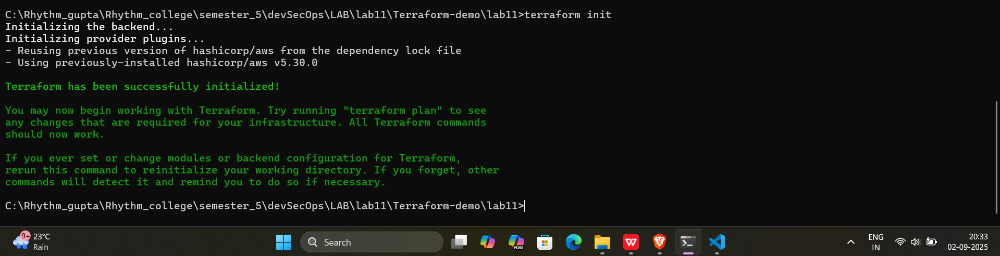 C:\Rhythm_gupta\Rhythm_college\semester_5\devSecOps\LAB\lab11\Terraform-demo\lab11>terraform init
Initializing the backend...
Initializing provider plugins...
- Reusing previous version of hashicorp/aws from the dependency lock file
- Using previously-installed hashicorp/aws v5.30.0
Terraform has been successfully initialized!
You may now begin working with Terraform. Try running "terraform plan" to see
any changes that are required for your infrastructure. All Terraform commands
should now work.
If you ever set or change modules or backend configuration for Terraform,
rerun this command to reinitialize your working directory. If you forget, other
commands will detect it and remind you to do so if necessary.
C:\Rhythm_gupta\Rhythm_college\semester_5\devSecOps\LAB\lab11\Terraform-demo\lab11>
9+
23°C
Rain
Search
M365
W
ENG
IN
20:33
02-09-2025